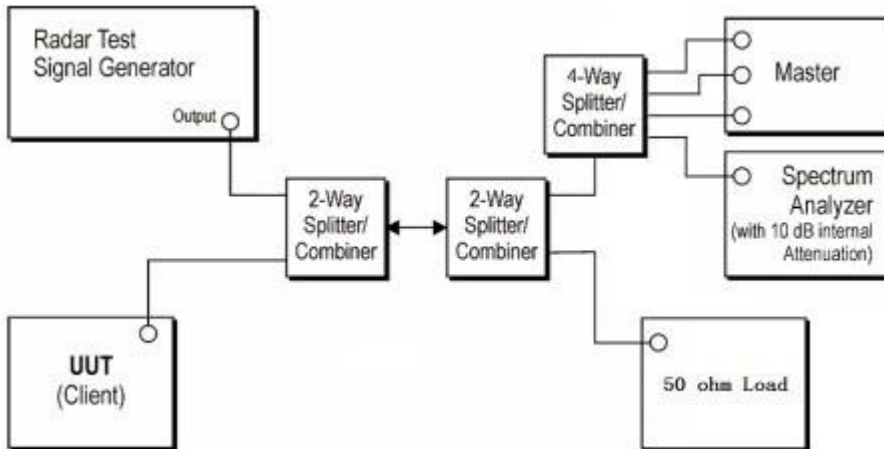 Radar Test
Signal Generator
Output
4-Way
Splitter/
Combiner
Master
Spectrum
Analyzer
(with 10 dB internal
Attenuation)
2-Way
Splitter/
Combiner
2-Way
Splitter/
Combiner
UUT
(Client)
50 ohm Load